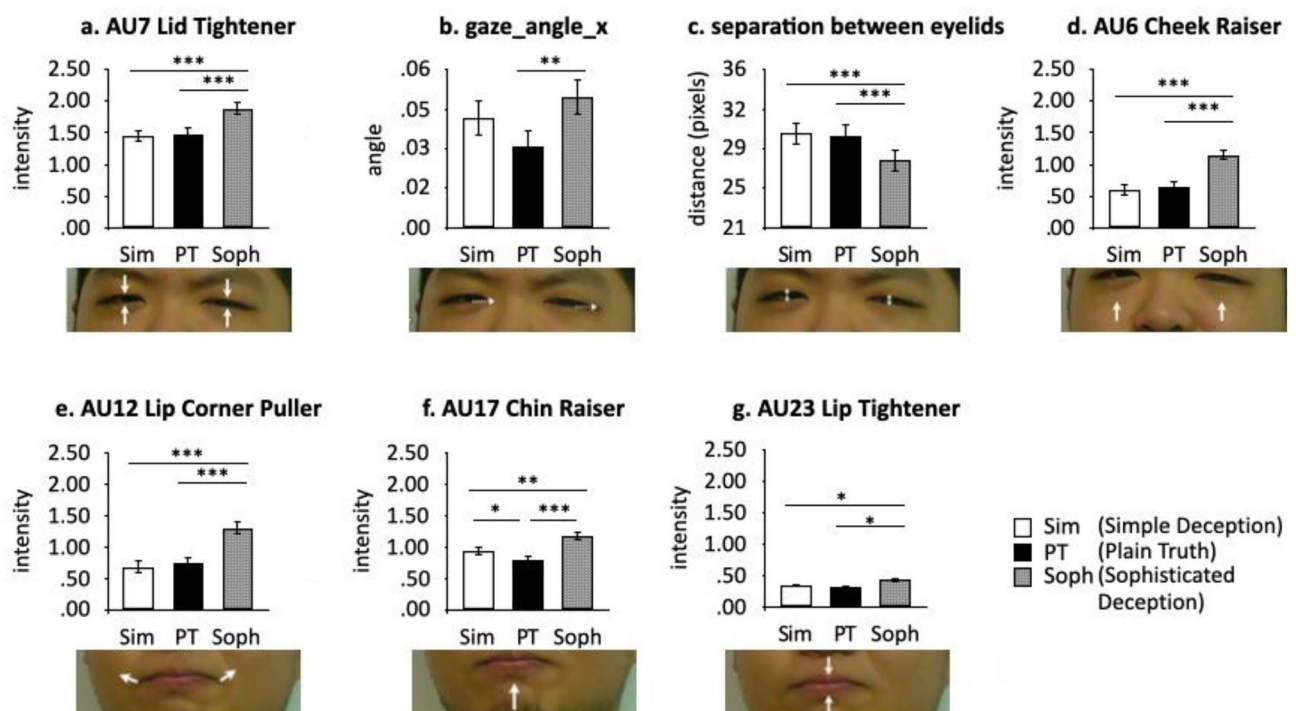 a. AU7 Lid Tightener
2.50
2.00
1.50
1.00
.50
.00
intensity
***
***
Sim PT Soph
b. gaze_angle_x
.06
.05
.03
.02
.00
angle
**
Sim PT Soph
c. separation between eyelids
36
32
29
25
21
distance (pixels)
***
***
Sim PT Soph
d. AU6 Cheek Raiser
2.50
2.00
1.50
1.00
.50
.00
intensity
***
***
Sim PT Soph
e. AU12 Lip Corner Puller
2.50
2.00
1.50
1.00
.50
.00
intensity
***
***
Sim PT Soph
f. AU17 Chin Raiser
2.50
2.00
1.50
1.00
.50
.00
intensity
**
* ***
Sim PT Soph
g. AU23 Lip Tightener
2.50
2.00
1.50
1.00
.50
.00
intensity
*
*
Sim PT Soph
Sim (Simple Deception)
PT (Plain Truth)
Soph (Sophisticated
Deception)